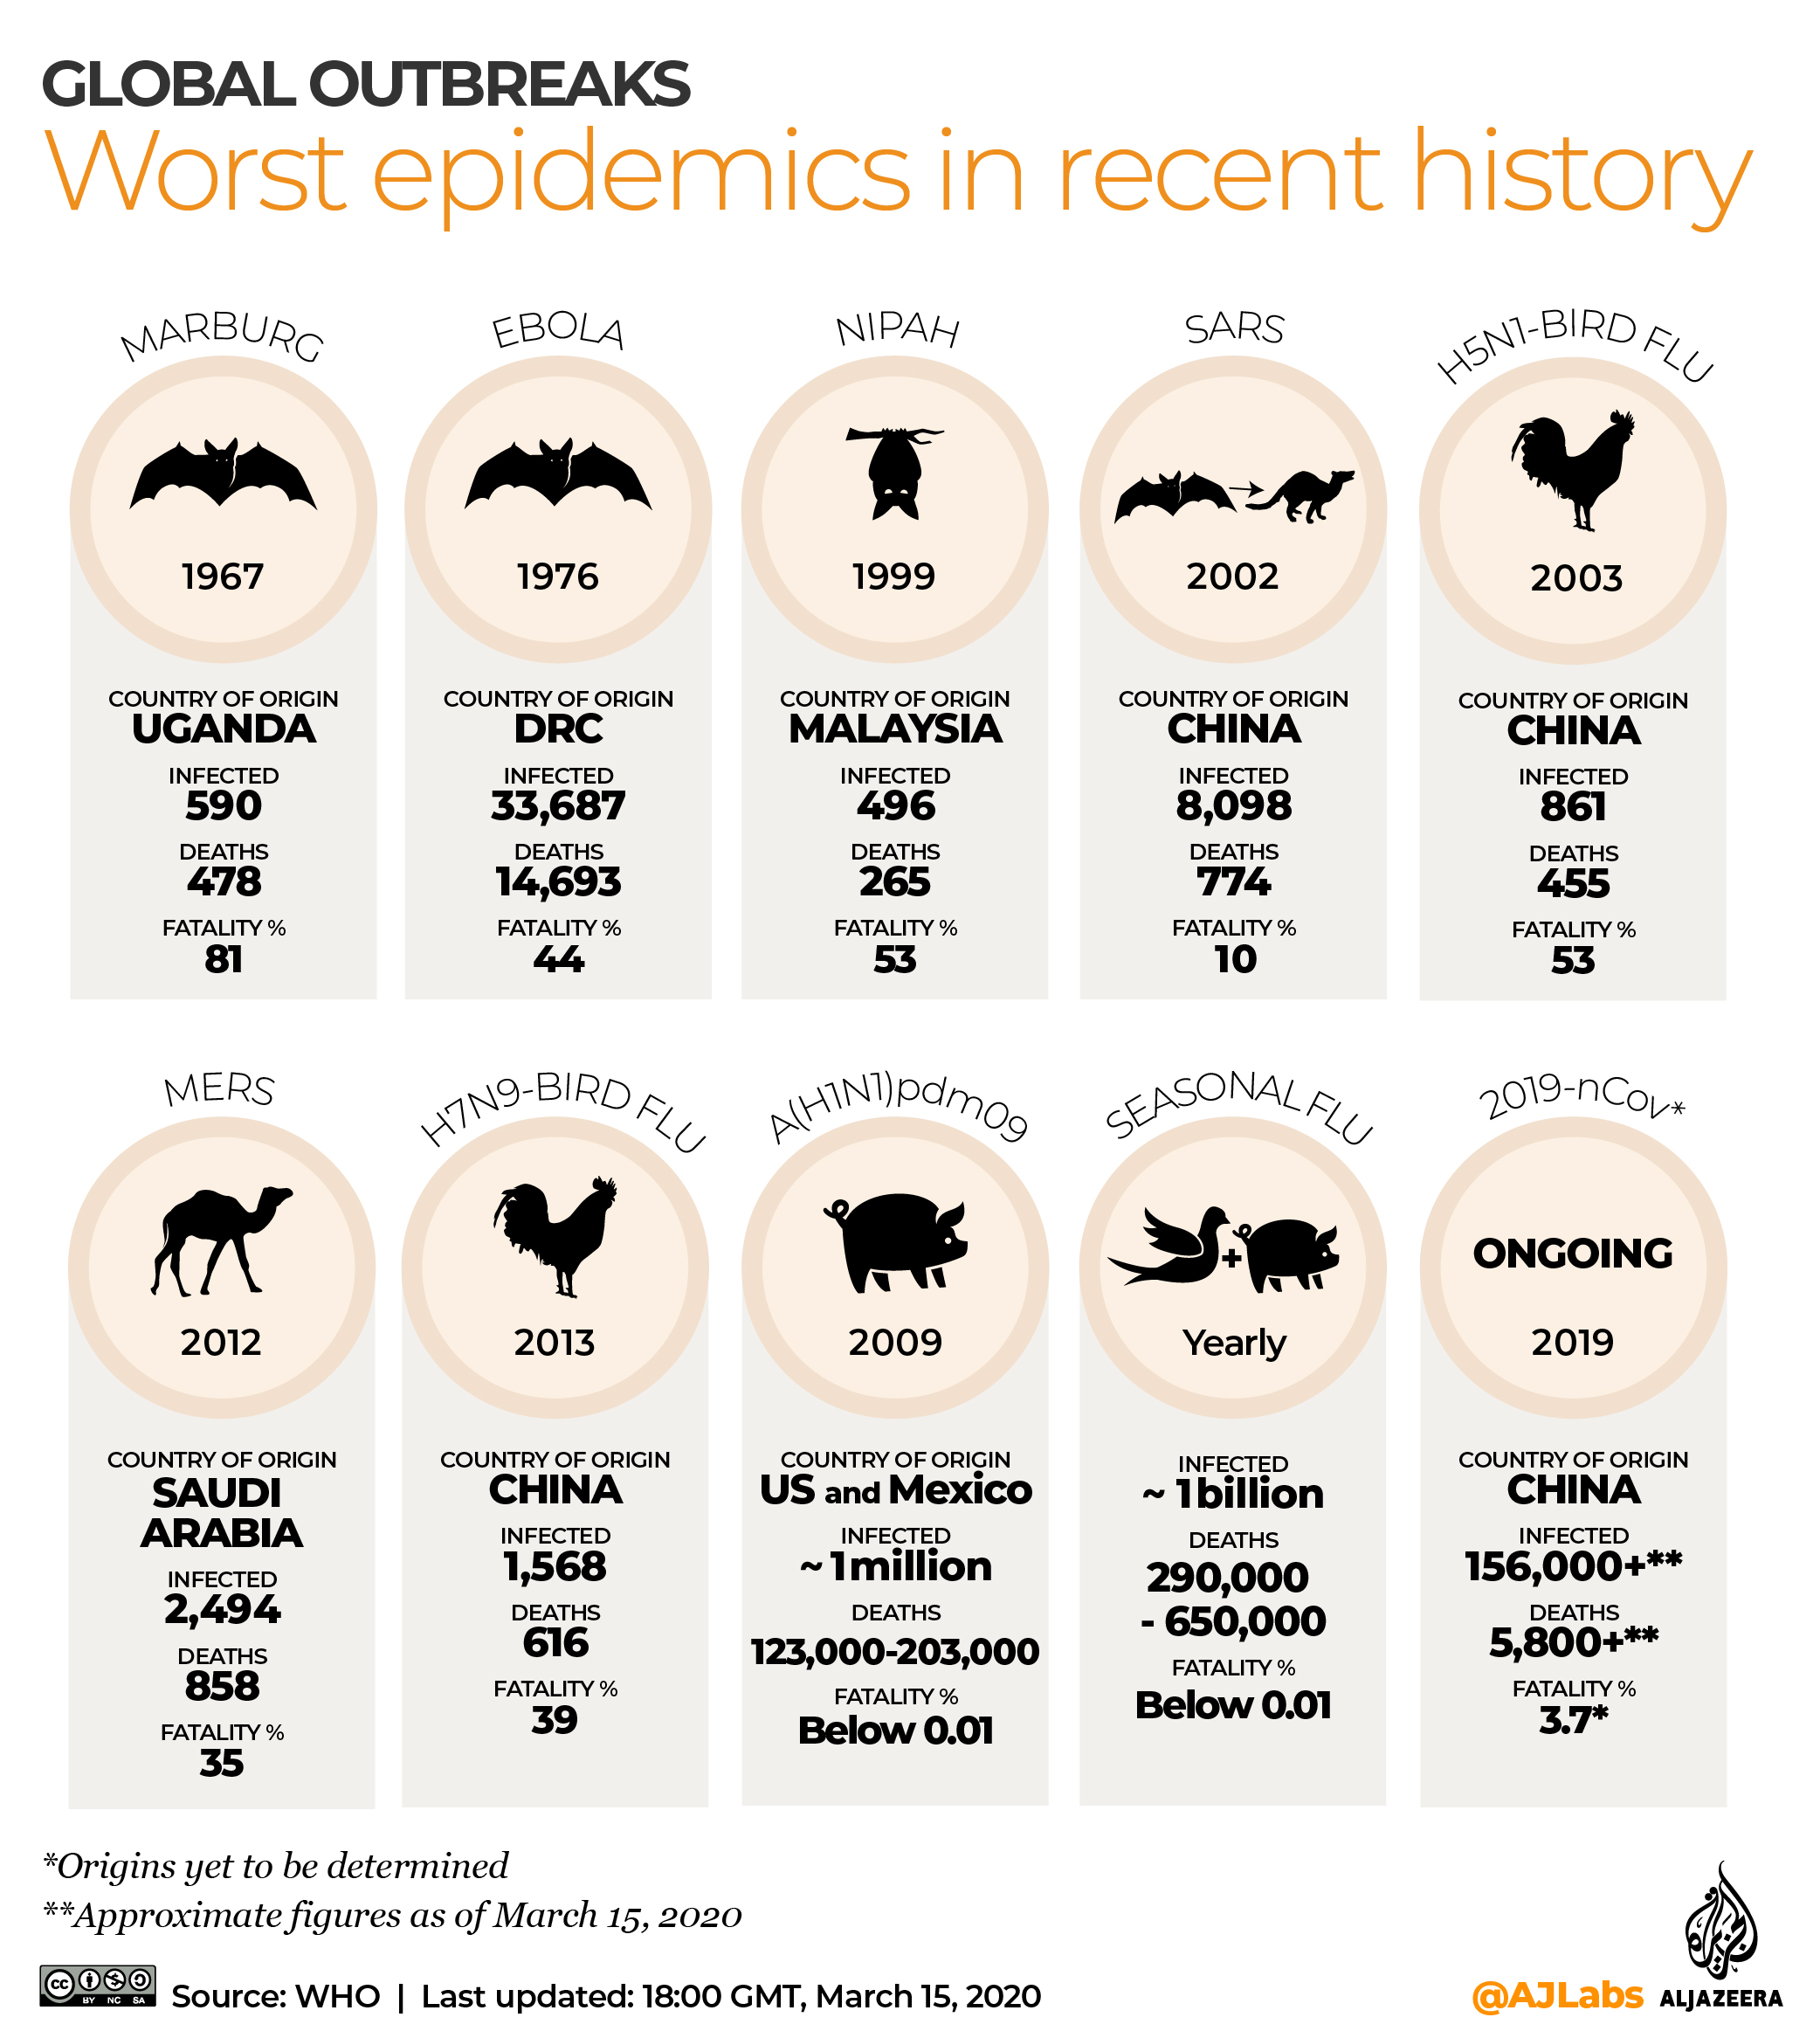 GLOBAL OUTBREAKS
Worst epidemics in recent history
MARBURG
1967
COUNTRY OF ORIGIN
UGANDA
INFECTED
590
DEATHS
478
FATALITY %
81
EBOLA
1976
COUNTRY OF ORIGIN
DRC
INFECTED
33,687
DEATHS
14,693
FATALITY %
44
NIPAH
1999
COUNTRY OF ORIGIN
MALAYSIA
INFECTED
496
DEATHS
265
FATALITY %
53
SARS
2002
COUNTRY OF ORIGIN
CHINA
INFECTED
8,098
DEATHS
774
FATALITY %
10
H5N1-BIRD FLU
2003
COUNTRY OF ORIGIN
CHINA
INFECTED
861
DEATHS
455
FATALITY %
53
MERS
2012
COUNTRY OF ORIGIN
SAUDI
ARABIA
INFECTED
2,494
DEATHS
858
FATALITY %
35
H7N9-BIRD FLU
2013
COUNTRY OF ORIGIN
CHINA
INFECTED
1,568
DEATHS
616
FATALITY %
39
A(H1N1)pdm09
2009
COUNTRY OF ORIGIN
US and Mexico
INFECTED
~ 1 million
DEATHS
123,000-203,000
FATALITY %
Below 0.01
SEASONAL FLU
+
Yearly
INFECTED
~ 1 billion
DEATHS
290,000
- 650,000
FATALITY %
Below 0.01
2019-nCov*
ONGOING
2019
COUNTRY OF ORIGIN
CHINA
INFECTED
156,000+**
DEATHS
5,800+**
FATALITY %
3.7*
*Origins yet to be determined
**Approximate figures as of March 15, 2020
cc BY NC SA
Source: WHO | Last updated: 18:00 GMT, March 15, 2020
@AJLabs
ALJAZEERA